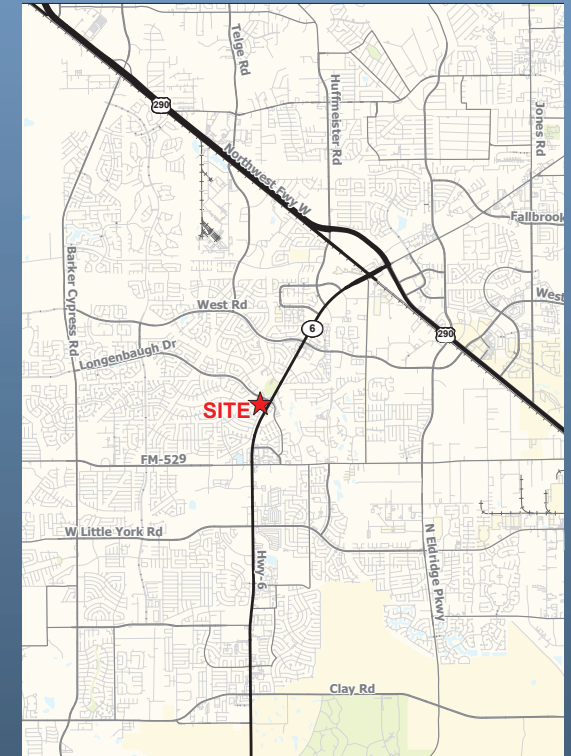 Telge Rd
Huffmeister Rd
Jones Rd
290
Northwest Fwy W
Fallbrook
Barker Cypress Rd
West Rd
West
6
290
Longenbaugh Dr
SITE
FM-529
W Little York Rd
Hwy-6
N Eldridge Pkwy
Clay Rd